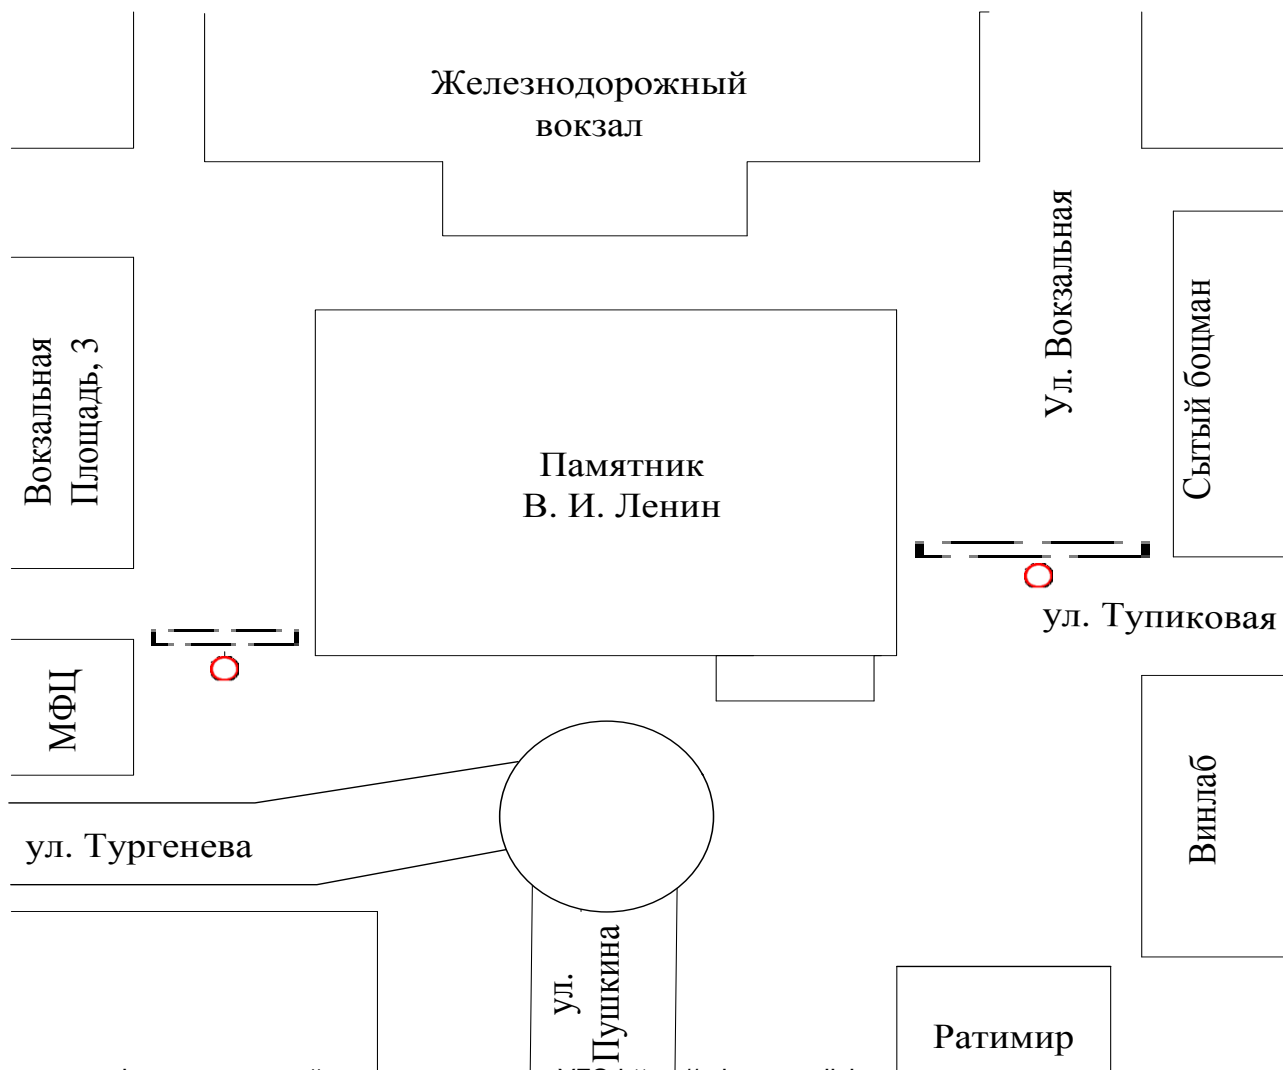 Железнодорожный
вокзал
Ул. Вокзальная
Сытый боцман
Вокзальная
Площадь, 3
Памятник
В. И. Ленин
ул. Тупиковая
МФЦ
Винлаб
ул. Тургенева
ул.
Пушкина
Ратимир